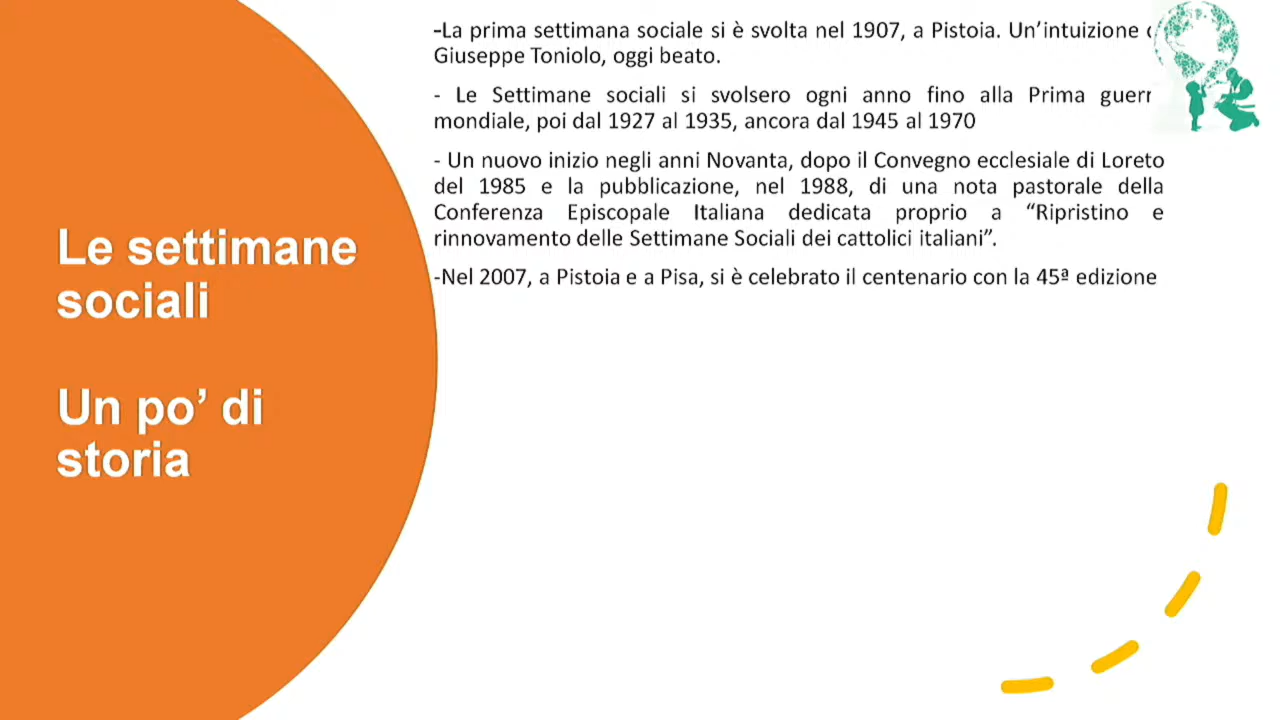 Le settimane
sociali
Un po’ di
storia
-La prima settimana sociale si è svolta nel 1907, a Pistoia. Un’intuizione
Giuseppe Toniolo, oggi beato.
- Le Settimane sociali si svolsero ogni anno fino alla Prima guerr
mondiale, poi dal 1927 al 1935, ancora dal 1945 al 1970
- Un nuovo inizio negli anni Novanta, dopo il Convegno ecclesiale di Loreto
del 1985 e la pubblicazione, nel 1988, di una nota pastorale della
Conferenza Episcopale Italiana dedicata proprio a “Ripristino e
rinnovamento delle Settimane Sociali dei cattolici italiani”.
-Nel 2007, a Pistoia e a Pisa, si è celebrato il centenario con la 45ª edizione